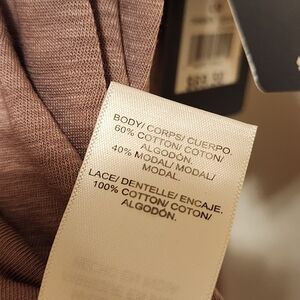 BODY/ CORPS/ CUERPO.
60% COTTON/ COTON/
ALGODÓN.
40% MODAL/ MODAL/
MODAL.
LACE/ DENTELLE/ ENCAJE.
100% COTTON/ COTON/
ALGODÓN.